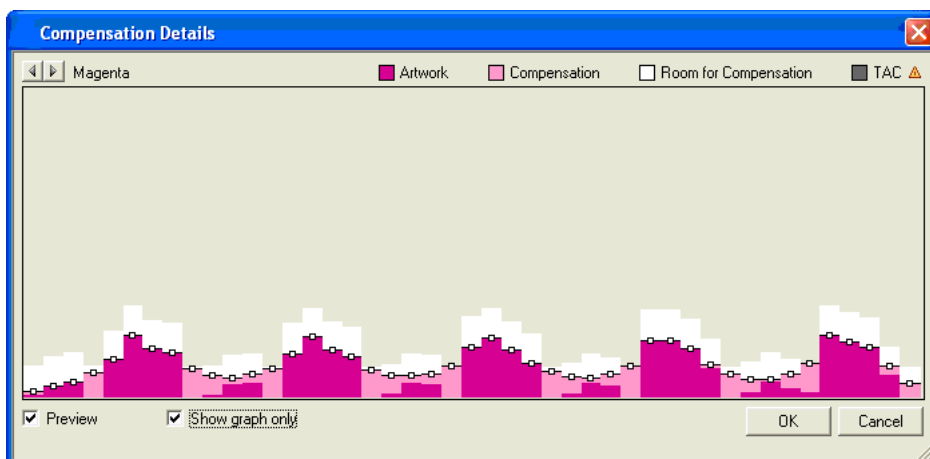 Compensation Details
Magenta Artwork Compensation Room for Compensation TAC
Preview Show graph only OK Cancel